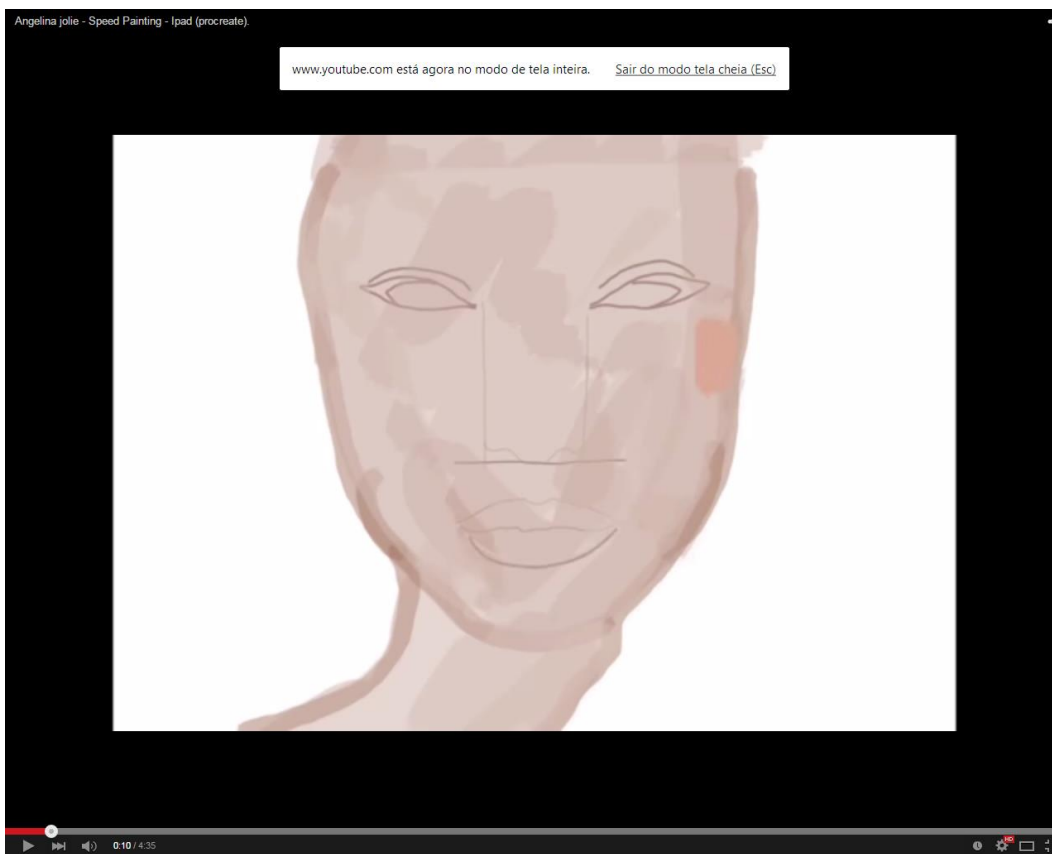 Angelina jolie - Speed Painting - Ipad (procreate).
www.youtube.com está agora no modo de tela inteira. Sair do modo tela cheia (Esc)
0:10 / 4:35 HD